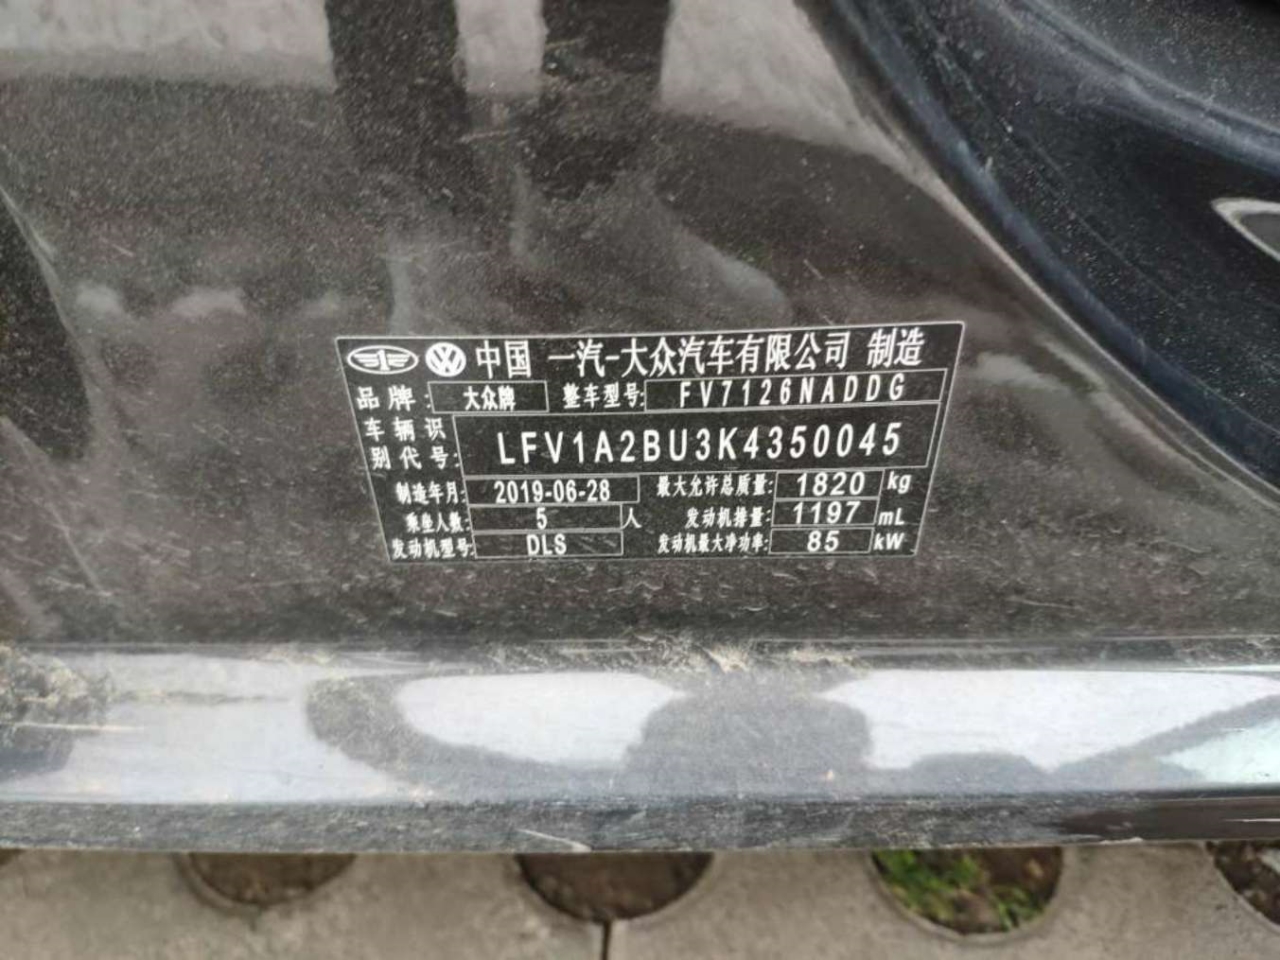 中国 一汽-大众汽车有限公司 制造
品牌: 大众牌 整车型号: FV7126NADDG
车辆识
别代号: LFV1A2BU3K4350045
制造年月: 2019-06-28 最大允许总质量: 1820 kg
乘坐人数: 5 人 发动机排量: 1197 mL
发动机型号: DLS 发动机最大净功率: 85 kW